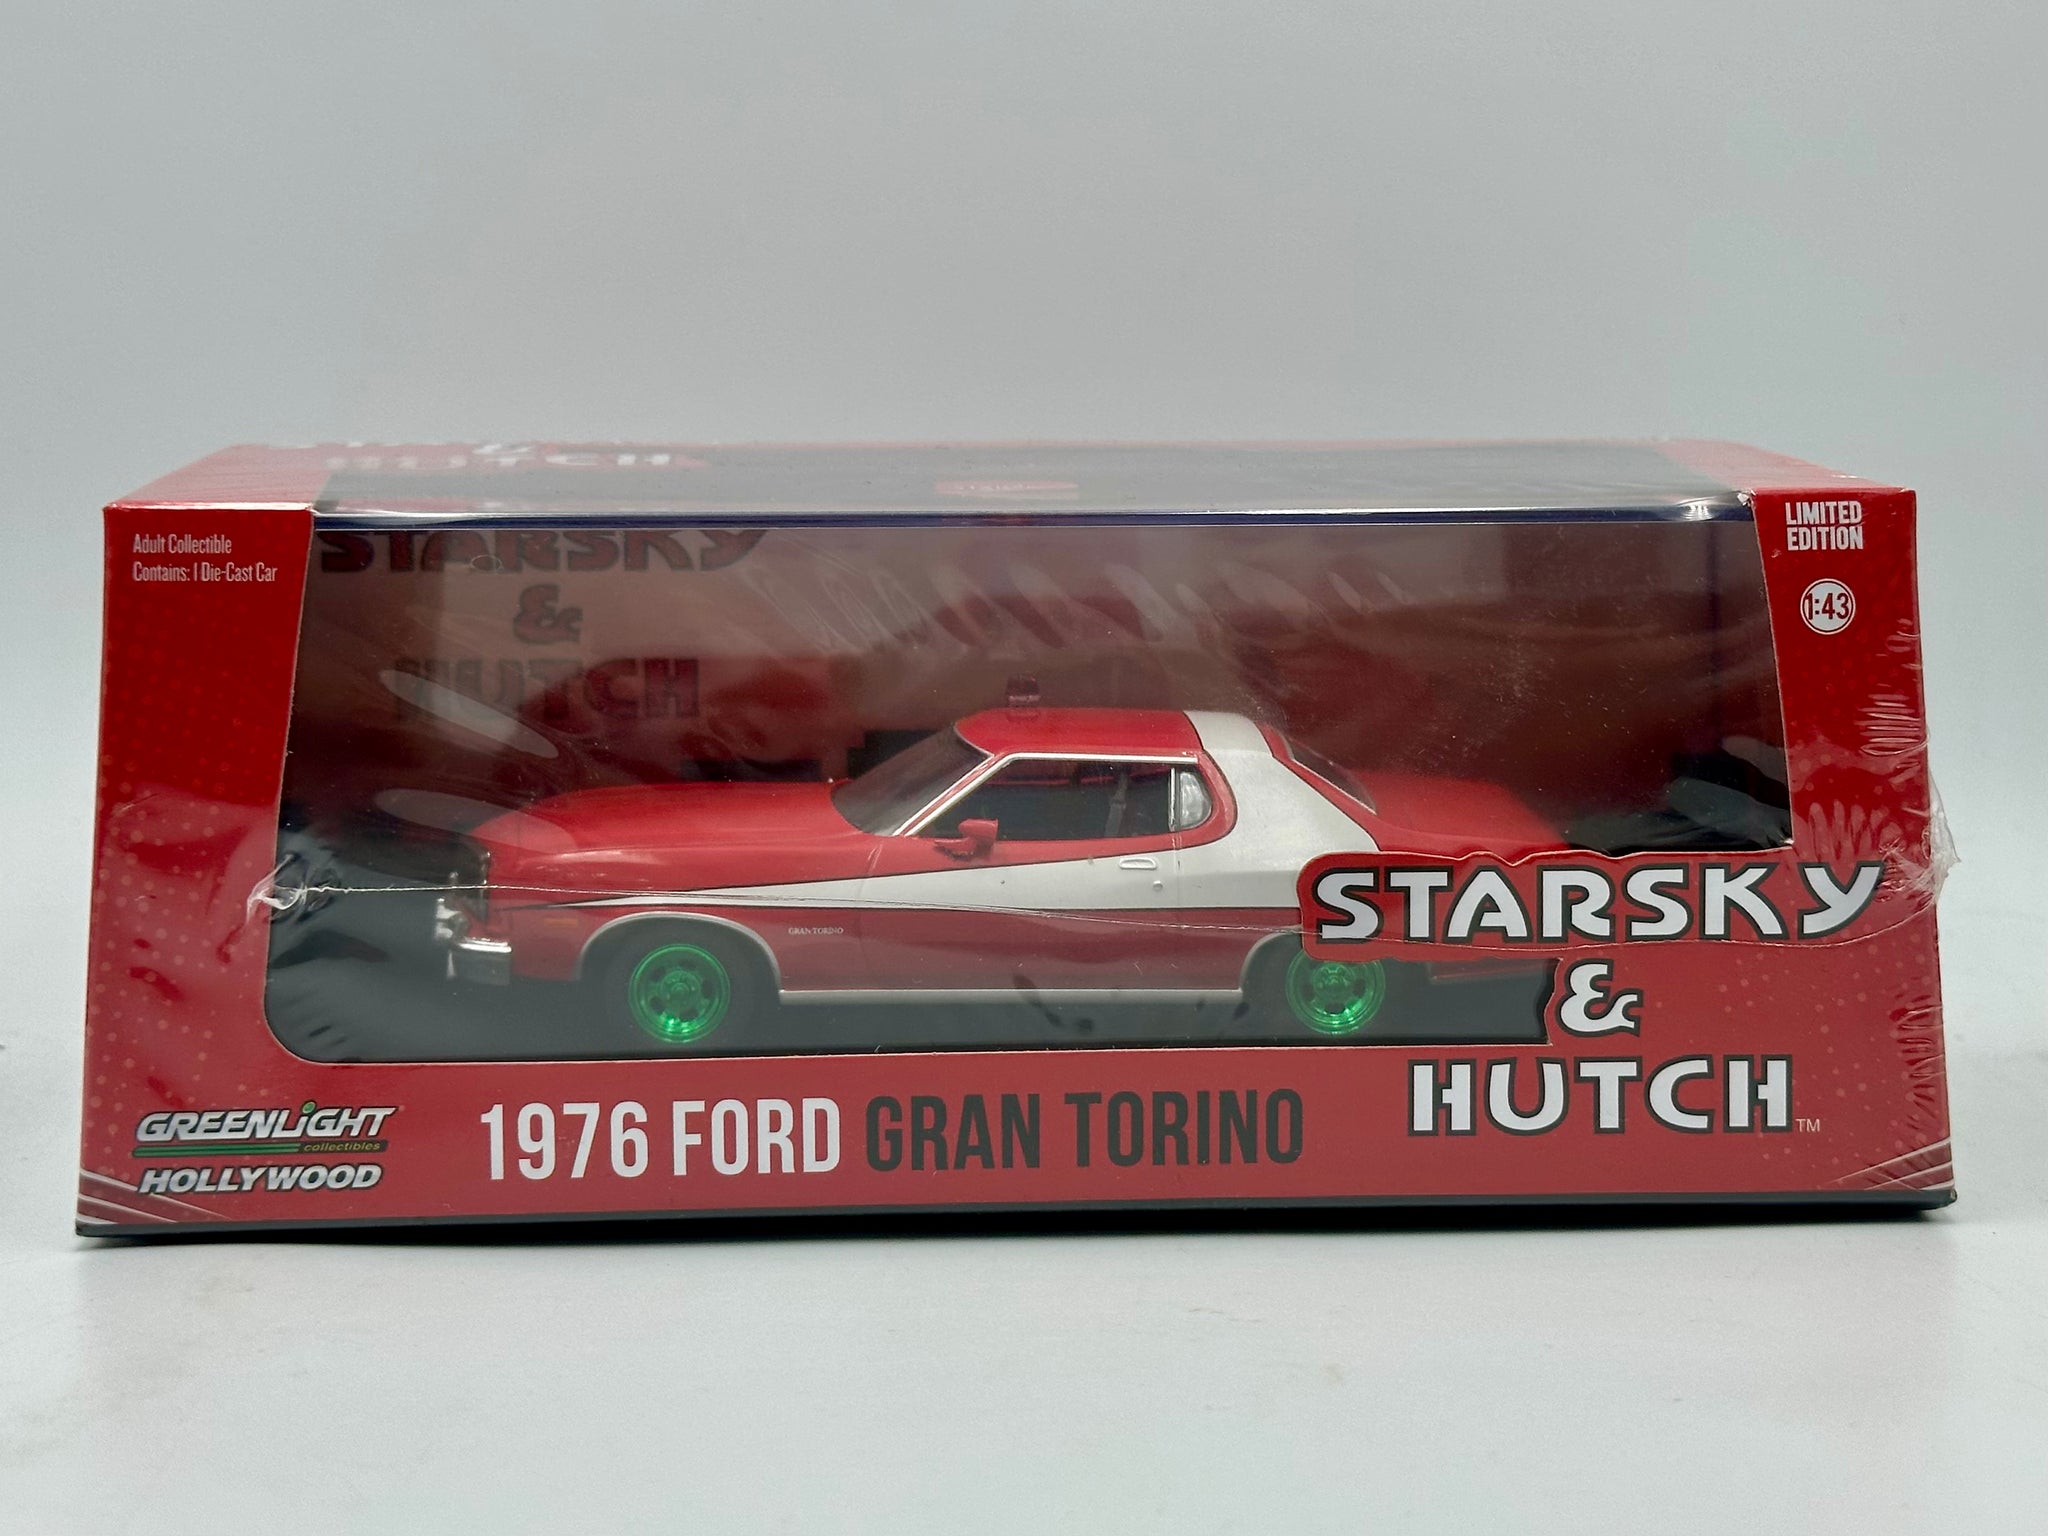 HUTCH
Adult Collectible
Contains: 1 Die-Cast Car
LIMITED
EDITION
1:43
STARSKY
&
HUTCH
GRAN TORINO
STARSKY
&
HUTCH™
GREENLIGHT
collectibles
HOLLYWOOD
1976 FORD GRAN TORINO